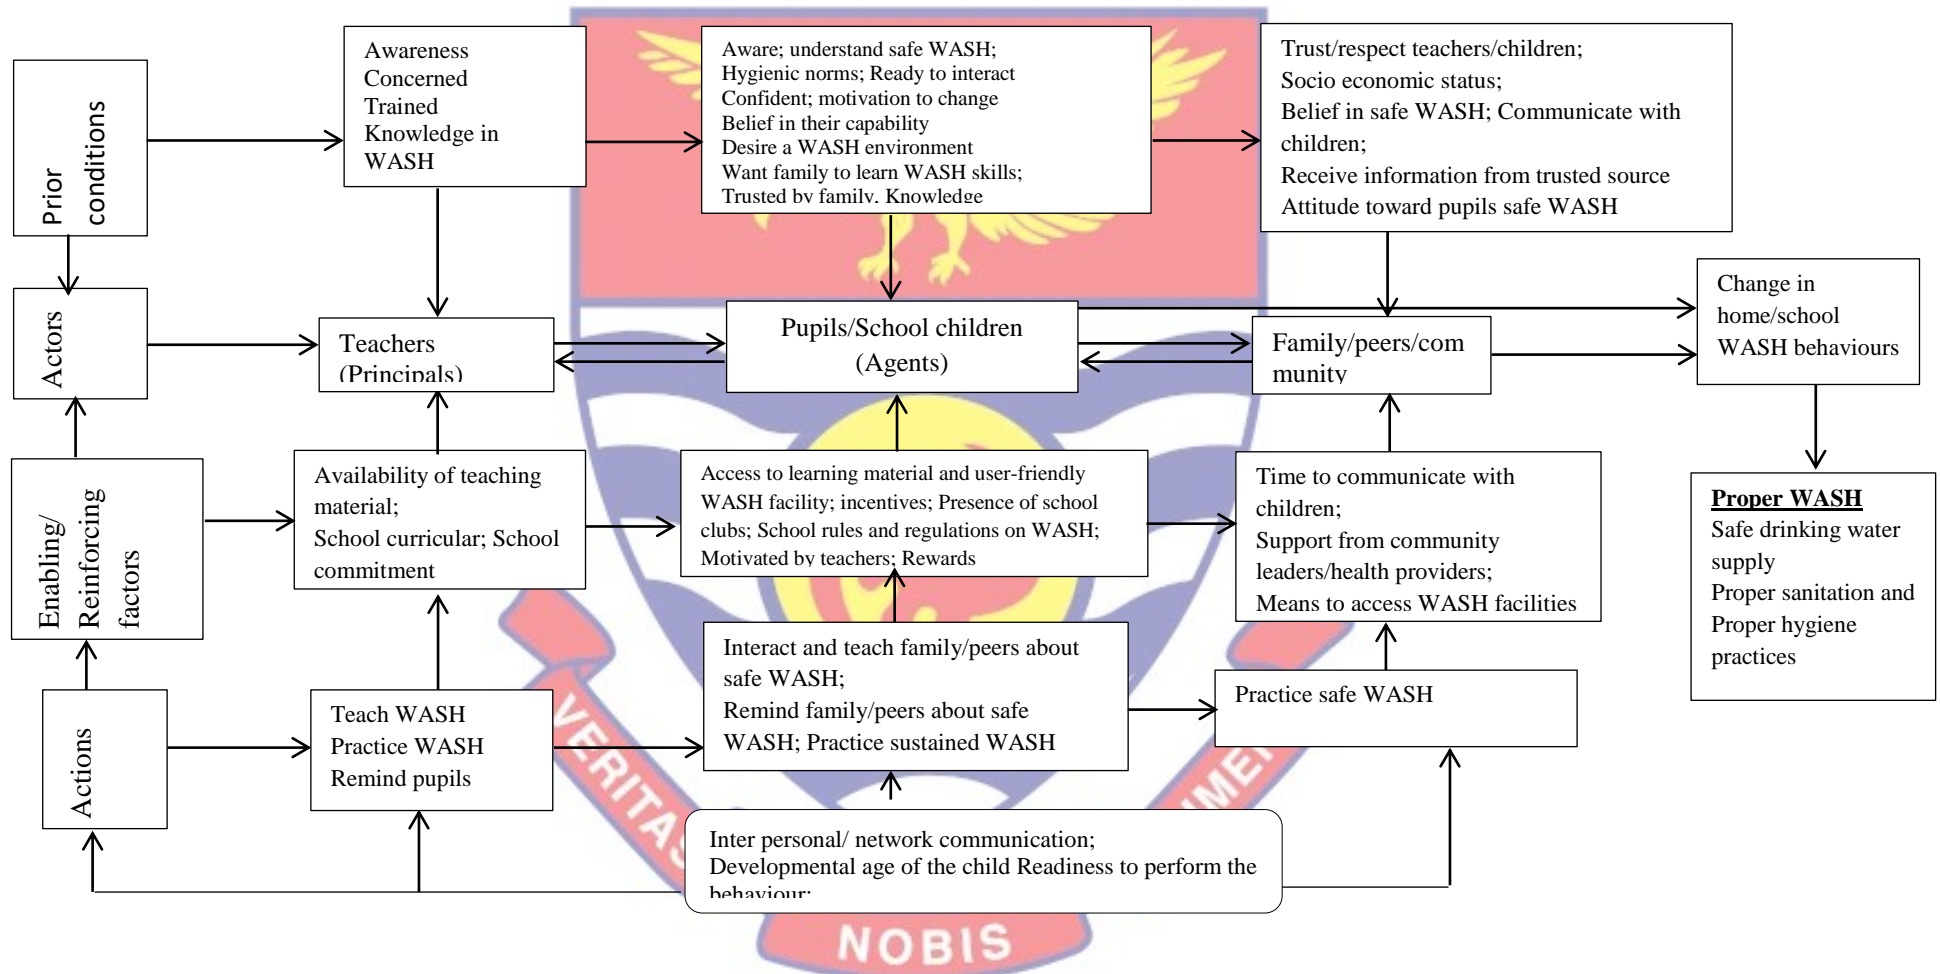 Prior
conditions
Awareness
Concerned
Trained
Knowledge in
WASH
Aware; understand safe WASH;
Hygienic norms; Ready to interact
Confident; motivation to change
Belief in their capability
Desire a WASH environment
Want family to learn WASH skills;
Trusted by family. Knowledge
Trust/respect teachers/children;
Socio economic status;
Belief in safe WASH; Communicate with
children;
Receive information from trusted source
Attitude toward pupils safe WASH
Actors
Teachers
(Principals)
Pupils/School children
(Agents)
Family/peers/com
munity
Change in
home/school
WASH behaviours
Enabling/
Reinforcing
factors
Availability of teaching
material;
School curricular; School
commitment
Access to learning material and user-friendly
WASH facility; incentives; Presence of school
clubs; School rules and regulations on WASH;
Motivated by teachers; Rewards
Time to communicate with
children;
Support from community
leaders/health providers;
Means to access WASH facilities
Proper WASH
Safe drinking water
supply
Proper sanitation and
Proper hygiene
practices
Actions
Teach WASH
Practice WASH
Remind pupils
Interact and teach family/peers about
safe WASH;
Remind family/peers about safe
WASH; Practice sustained WASH
Practice safe WASH
Inter personal/ network communication;
Developmental age of the child Readiness to perform the
behaviour;
VERITAS
NOBIS